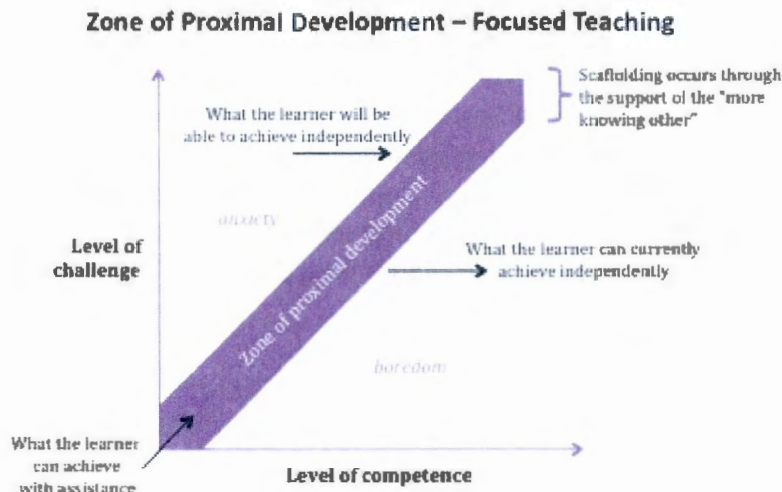 Zone of Proximal Development – Focused Teaching
Scaffolding occurs through
the support of the "more
knowing other"
What the learner will be
able to achieve independently
anxiety
Level of
challenge
Zone of proximal development
What the learner can currently
achieve independently
boredom
What the learner
can achieve
with assistance
Level of competence